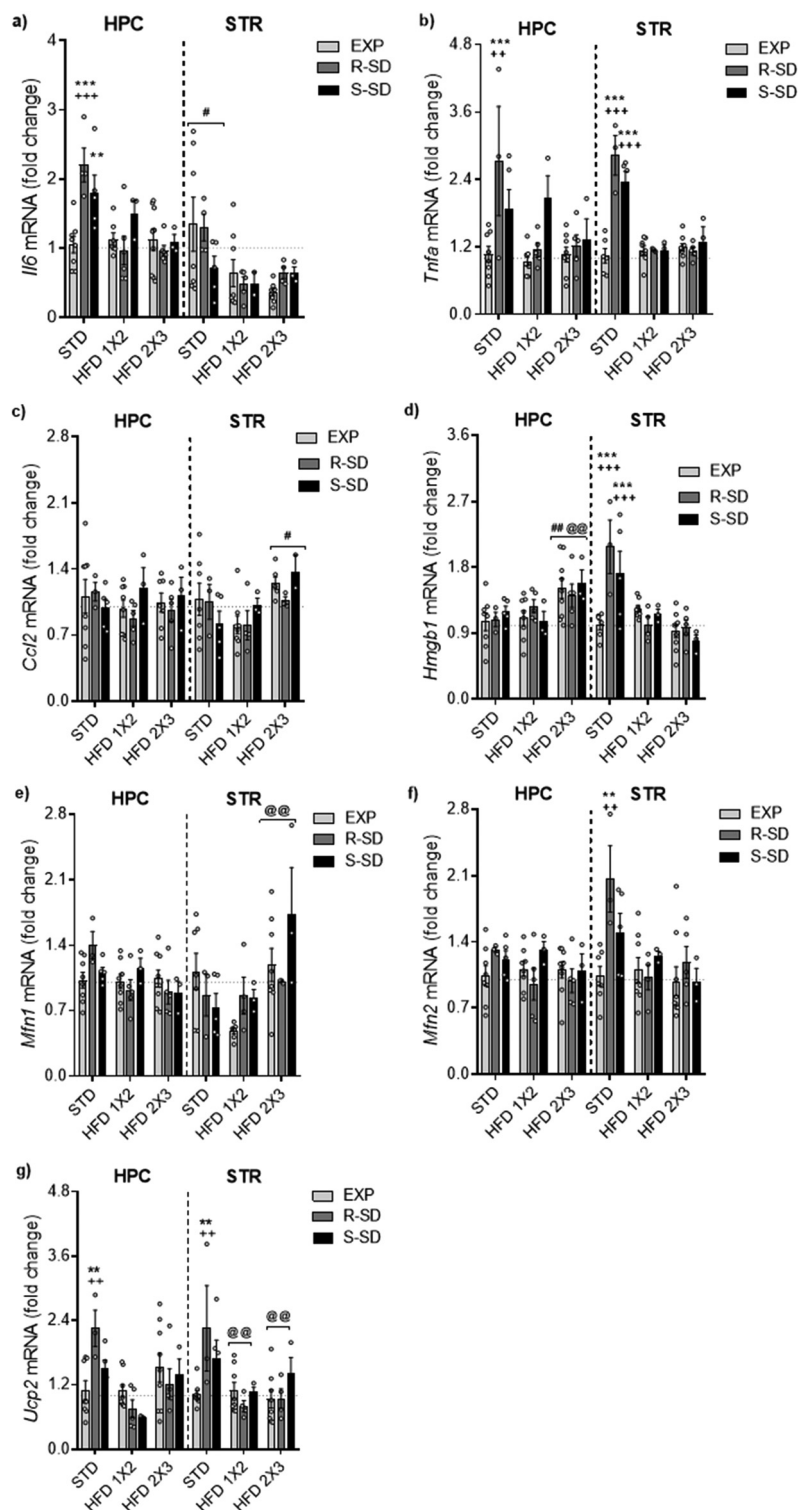 a)
HPC STR
Il6 mRNA (fold change)
4
3
2
1
0
*** 
+++
**
#
EXP
R-SD
S-SD
STD HFD 1X2 HFD 2X3 STD HFD 1X2 HFD 2X3
b)
HPC STR
Tnfa mRNA (fold change)
4.8
3.6
2.4
1.2
0.0
***
++
***
+++
***
+++
EXP
R-SD
S-SD
STD HFD 1X2 HFD 2X3 STD HFD 1X2 HFD 2X3
c)
HPC STR
Ccl2 mRNA (fold change)
2.8
2.1
1.4
0.7
0.0
#
EXP
R-SD
S-SD
STD HFD 1X2 HFD 2X3 STD HFD 1X2 HFD 2X3
d)
HPC STR
Hmgb1 mRNA (fold change)
3.6
2.7
1.8
0.9
0.0
## @@
***
+++
***
+++
EXP
R-SD
S-SD
STD HFD 1X2 HFD 2X3 STD HFD 1X2 HFD 2X3
e)
HPC STR
Mfn1 mRNA (fold change)
2.8
2.1
1.4
0.7
0.0
@@
EXP
R-SD
S-SD
STD HFD 1X2 HFD 2X3 STD HFD 1X2 HFD 2X3
f)
HPC STR
Mfn2 mRNA (fold change)
2.8
2.1
1.4
0.7
0.0
**
++
EXP
R-SD
S-SD
STD HFD 1X2 HFD 2X3 STD HFD 1X2 HFD 2X3
g)
HPC STR
Ucp2 mRNA (fold change)
4.8
3.6
2.4
1.2
0.0
**
++
**
++
@@
@@
EXP
R-SD
S-SD
STD HFD 1X2 HFD 2X3 STD HFD 1X2 HFD 2X3